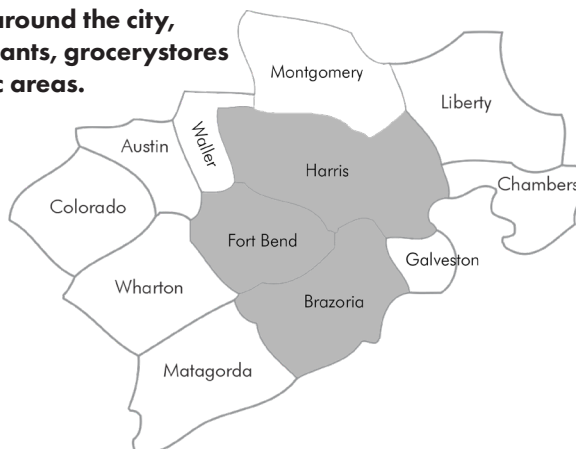 around the city,
ants, grocerystores
c areas.
Montgomery
Liberty
Waller
Austin
Harris
Chambers
Colorado
Fort Bend
Galveston
Wharton
Brazoria
Matagorda